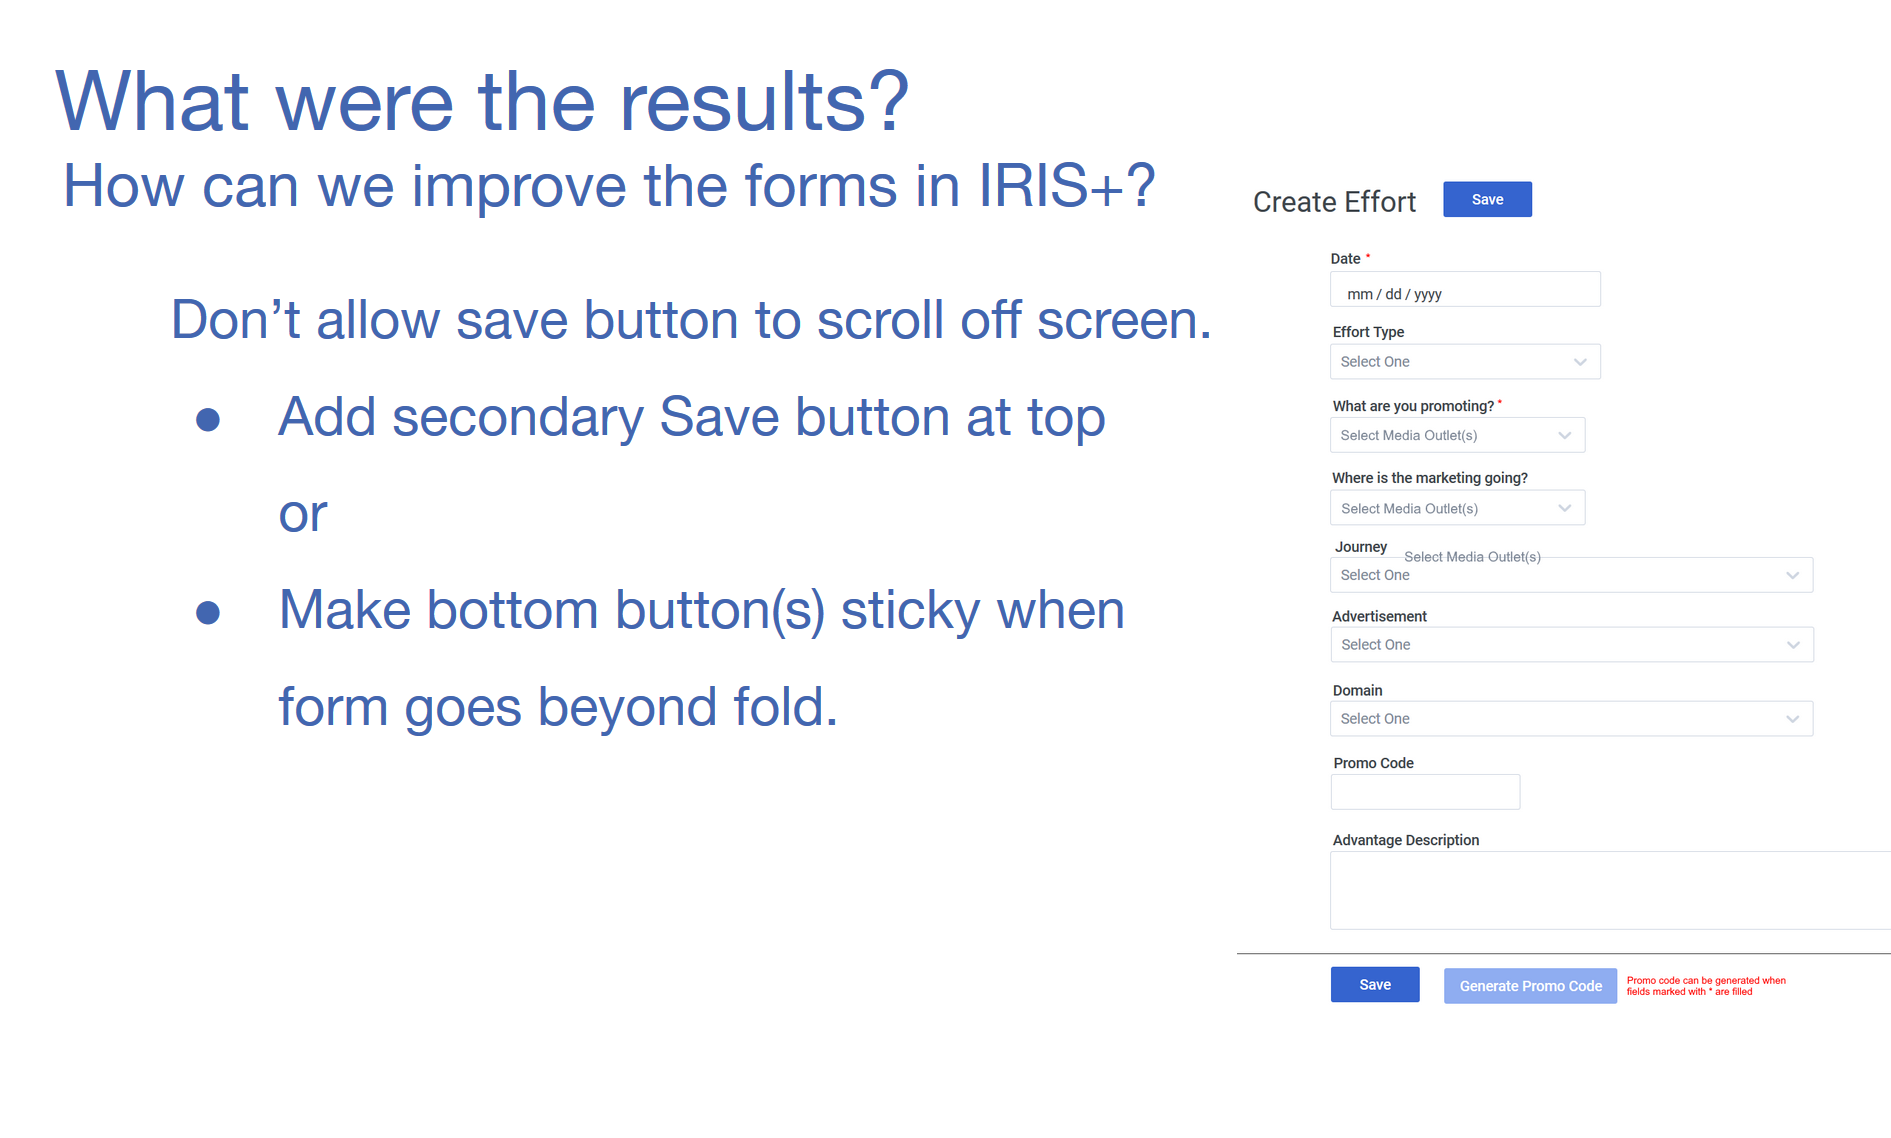 What were the results?
How can we improve the forms in IRIS+?
Don’t allow save button to scroll off screen.
● Add secondary Save button at top
or
● Make bottom button(s) sticky when
form goes beyond fold.
Create Effort Save
Date *
mm / dd / yyyy
Effort Type
Select One
What are you promoting? *
Select Media Outlet(s)
Where is the marketing going?
Select Media Outlet(s)
Journey
Select Media Outlet(s)
Select One
Advertisement
Select One
Domain
Select One
Promo Code
Advantage Description
Save Generate Promo Code
Promo code can be generated when
fields marked with * are filled